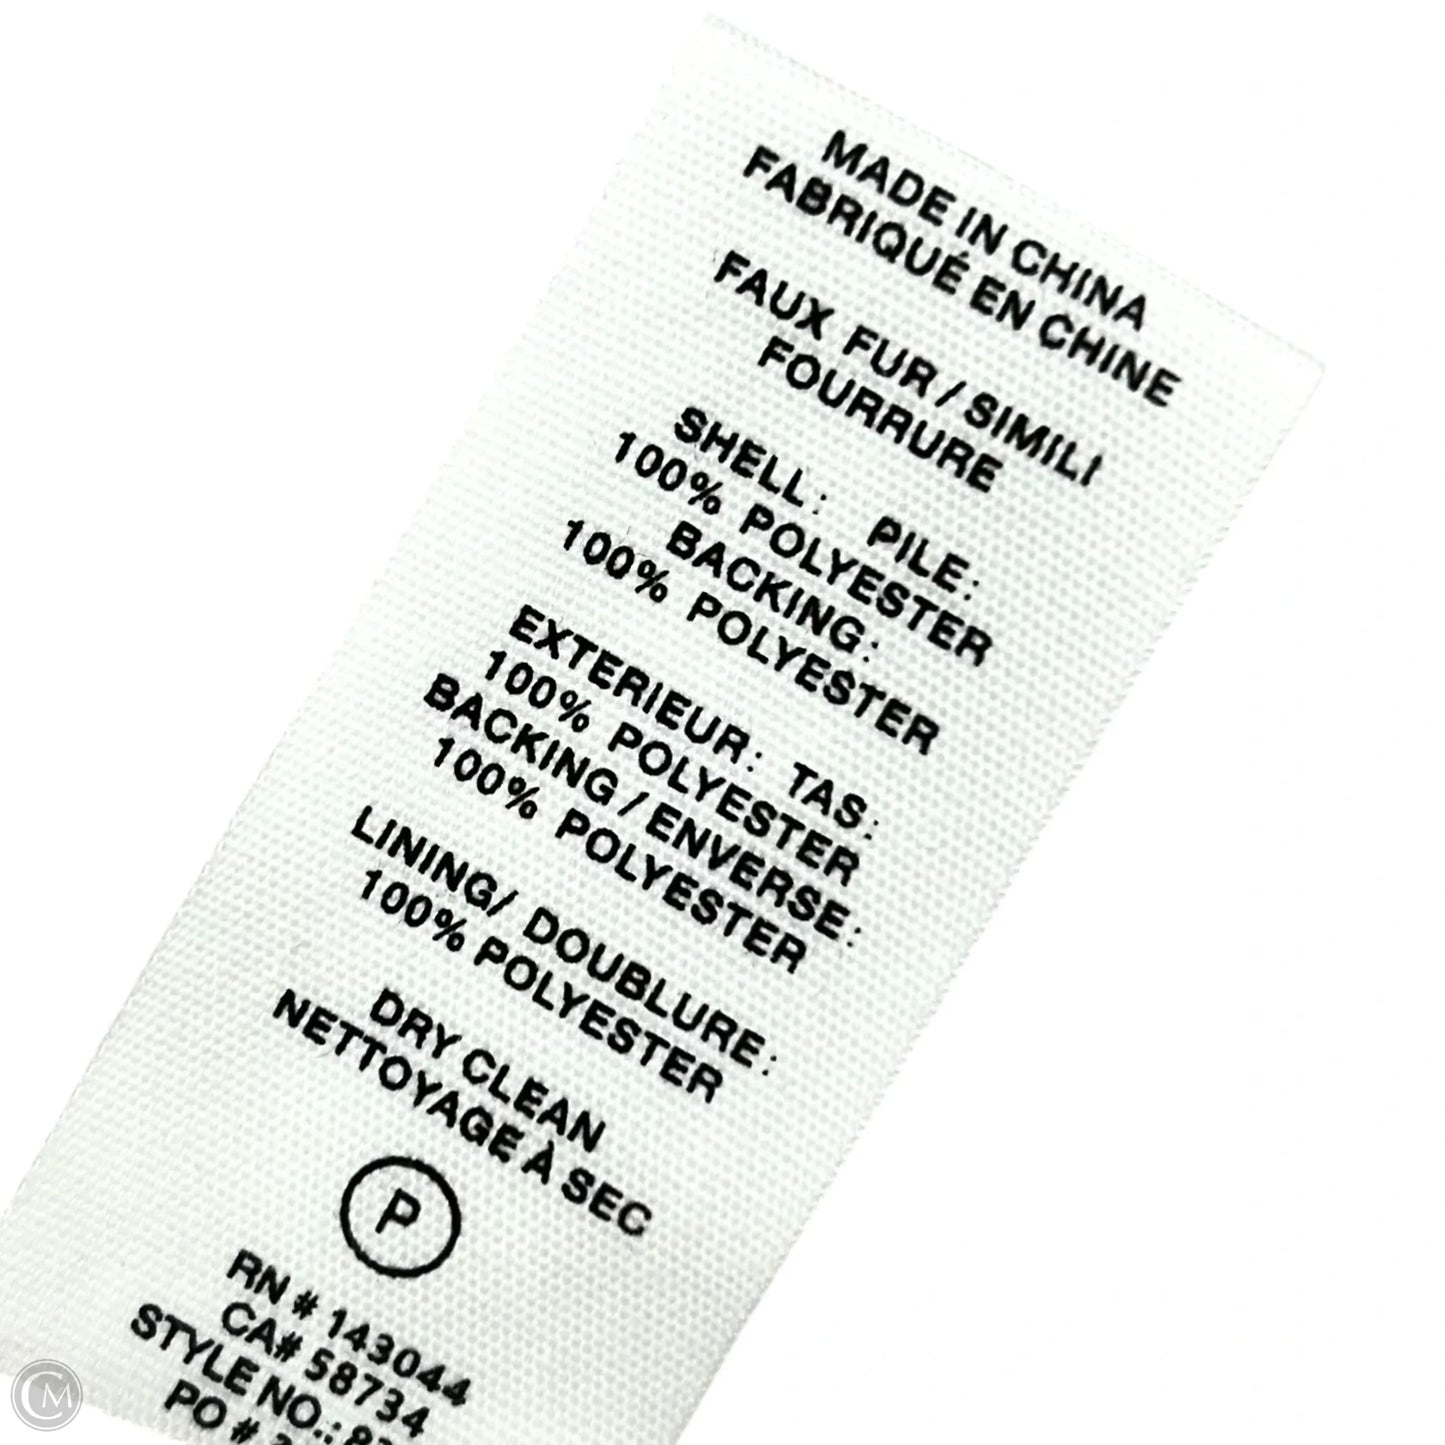 MADE IN CHINA
FABRIQUÉ EN CHINE
FAUX FUR / SIMILI
FOURRURE
SHELL: PILE:
100% POLYESTER
BACKING:
100% POLYESTER
EXTERIEUR: TAS:
100% POLYESTER
BACKING / ENVERSE:
100% POLYESTER
LINING/ DOUBLURE:
100% POLYESTER
DRY CLEAN
NETTOYAGE À SEC
P
RN # 143044
CA# 58734
STYLE NO.:
PO #
CM